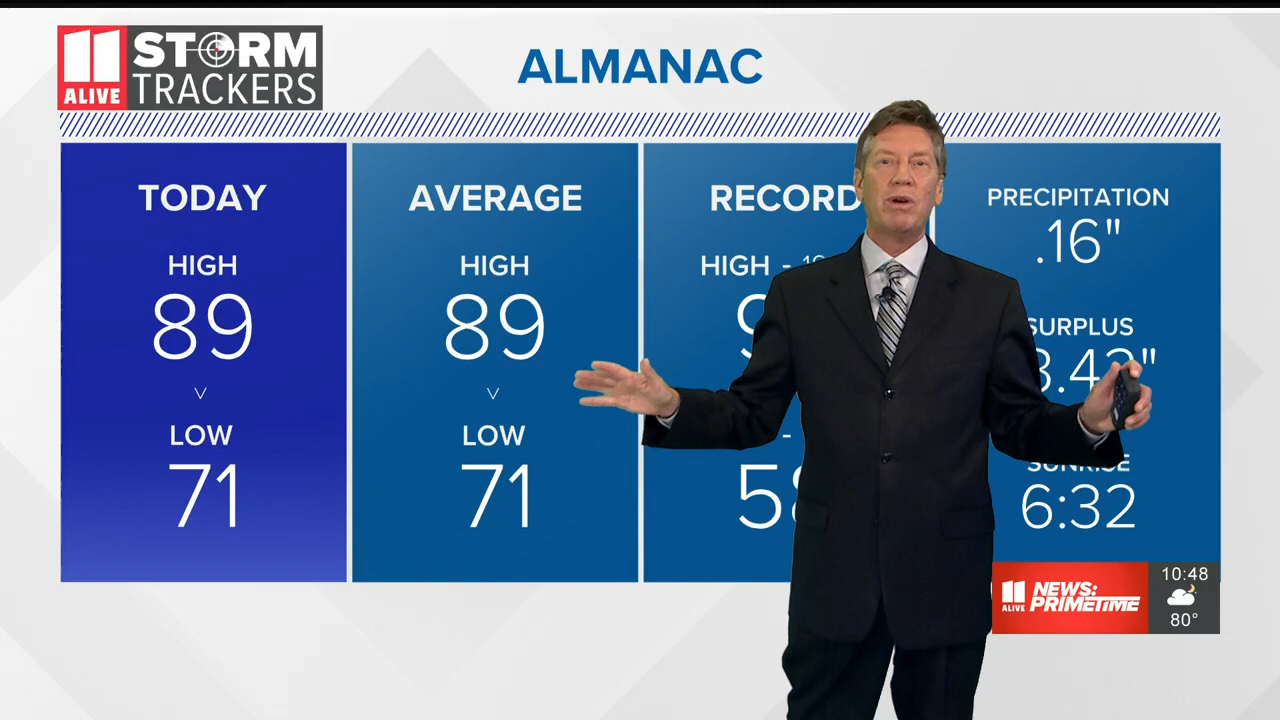 11 ALIVE
STORM
TRACKERS
ALMANAC
TODAY
HIGH
89
LOW
71
AVERAGE
HIGH
89
LOW
71
RECORD
HIGH -
PRECIPITATION
.16"
SURPLUS
SUNRISE
6:32
11 ALIVE
NEWS:
PRIMETIME
10:48
80°